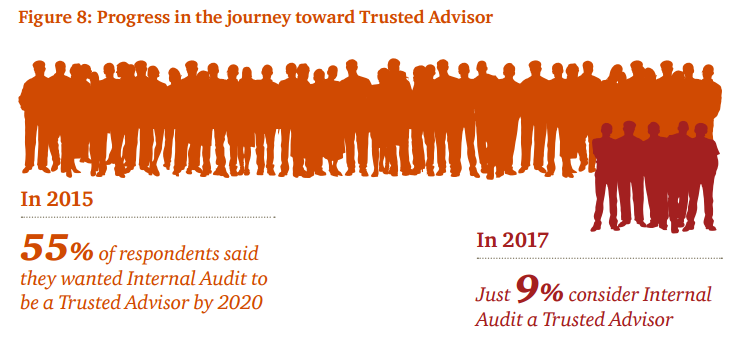 Figure 8: Progress in the journey toward Trusted Advisor
In 2015
55% of respondents said
they wanted Internal Audit to
be a Trusted Advisor by 2020
In 2017
Just 9% consider Internal
Audit a Trusted Advisor